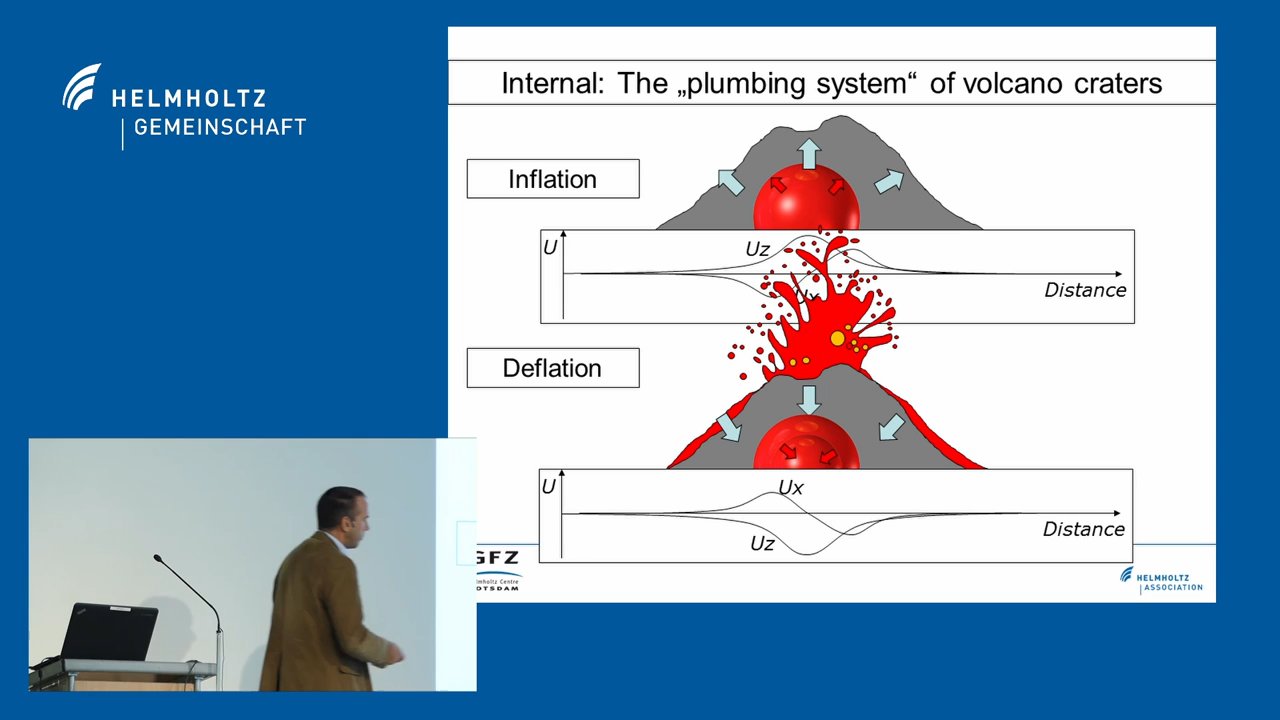 HELMHOLTZ
GEMEINSCHAFT
Internal: The „plumbing system“ of volcano craters
Inflation
U
Uz
Ux
Distance
Deflation
U
Ux
Uz
Distance
GFZ
Helmholtz Centre
POTSDAM
HELMHOLTZ
ASSOCIATION